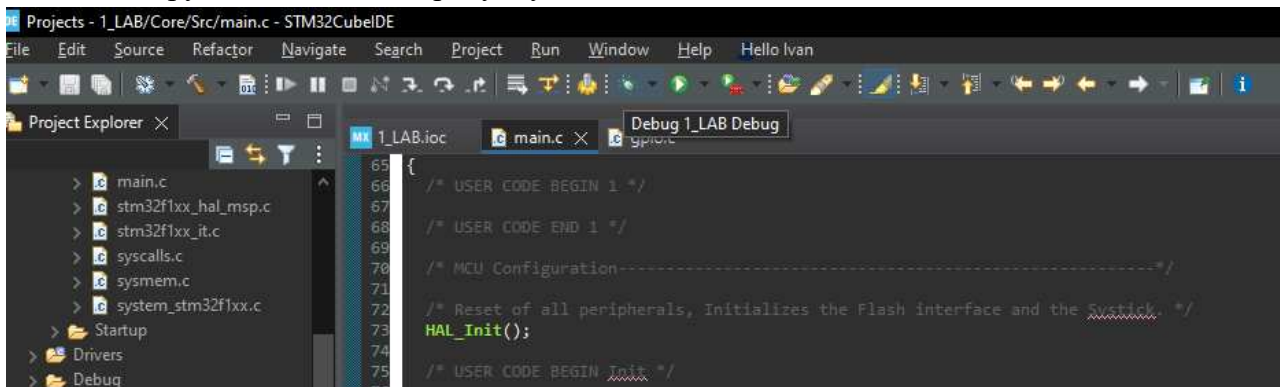 Projects - 1_LAB/Core/Src/main.c - STM32CubeIDE
File Edit Source Refactor Navigate Search Project Run Window Help Hello Ivan
Project Explorer
Debug 1_LAB Debug
MX 1_LAB.ioc main.c gpio.c
main.c
stm32f1xx_hal_msp.c
stm32f1xx_it.c
syscalls.c
sysmem.c
system_stm32f1xx.c
Startup
Drivers
Debug
65 {
66 /* USER CODE BEGIN 1 */
67
68 /* USER CODE END 1 */
69
70 /* MCU Configuration--------------------------------------------------------*/
71
72 /* Reset of all peripherals, Initializes the Flash interface and the Systick. */
73 HAL_Init();
74
75 /* USER CODE BEGIN Init */